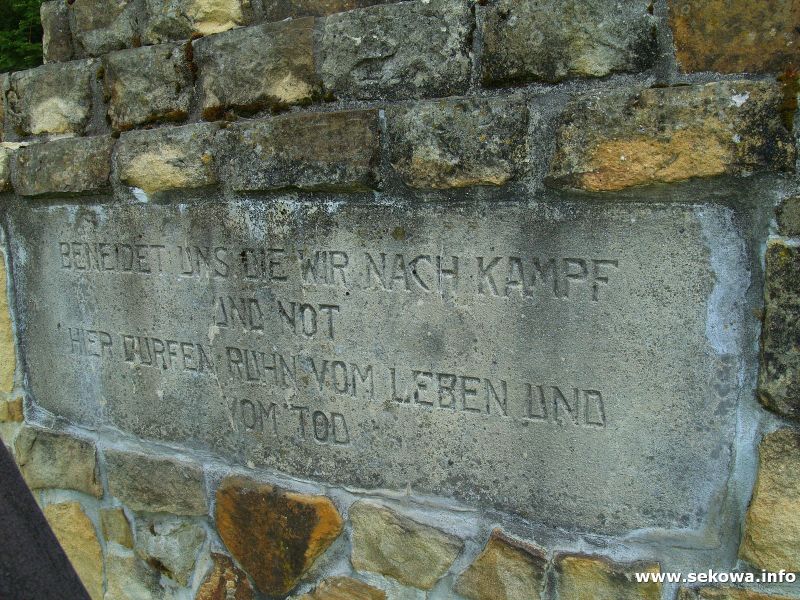 BENEIDET UNS DIE WIR NACH KAMPF
UND NOT
HIER DÜRFEN RUHN VOM LEBEN UND
VOM TOD
www.sekowa.info